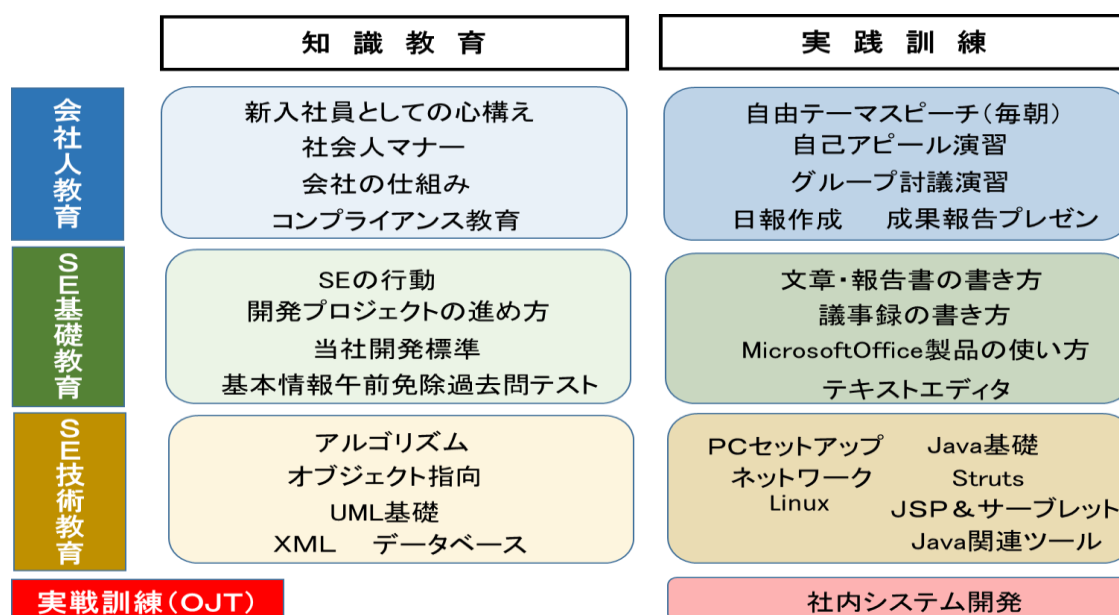 知識教育
実践訓練
会社人教育
新入社員としての心構え
社会人マナー
会社の仕組み
コンプライアンス教育
自由テーマスピーチ(毎朝)
自己アピール演習
グループ討議演習
日報作成 成果報告プレゼン
SE基礎教育
SEの行動
開発プロジェクトの進め方
当社開発標準
基本情報午前免除過去問テスト
文章・報告書の書き方
議事録の書き方
MicrosoftOffice製品の使い方
テキストエディタ
SE技術教育
アルゴリズム
オブジェクト指向
UML基礎
XML データベース
PCセットアップ Java基礎
ネットワーク Struts
Linux JSP&サーブレット
Java関連ツール
実戦訓練(OJT)
社内システム開発